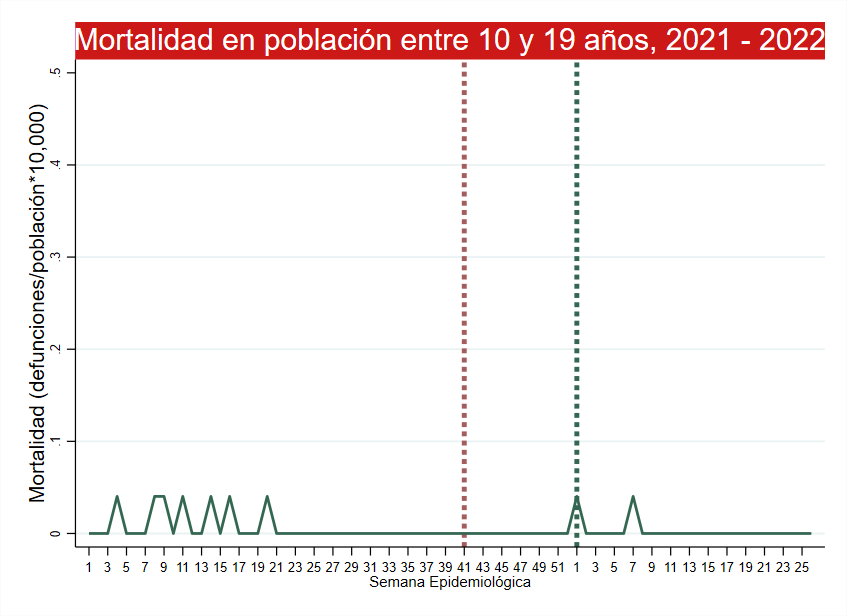 Mortalidad en población entre 10 y 19 años, 2021 - 2022
Mortalidad (defunciones/población*10,000)
.5
.4
.3
.2
.1
0
1 3 5 7 9 11 13 15 17 19 21 23 25 27 29 31 33 35 37 39 41 43 45 47 49 51 1 3 5 7 9 11 13 15 17 19 21 23 25
Semana Epidemiológica